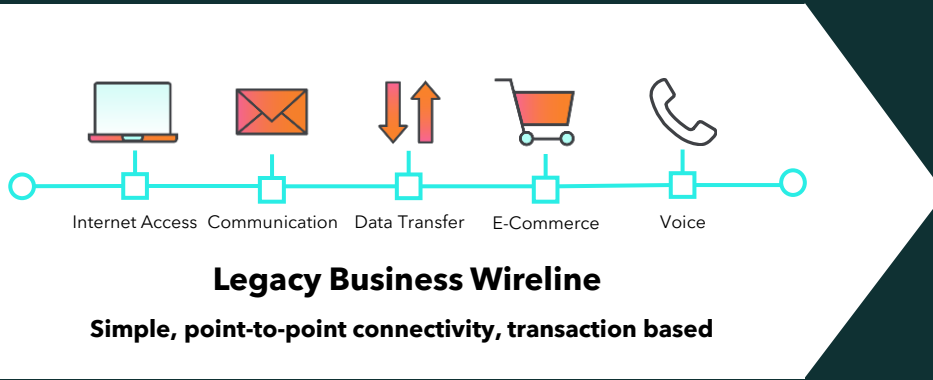 Internet Access Communication Data Transfer E-Commerce Voice
Legacy Business Wireline
Simple, point-to-point connectivity, transaction based